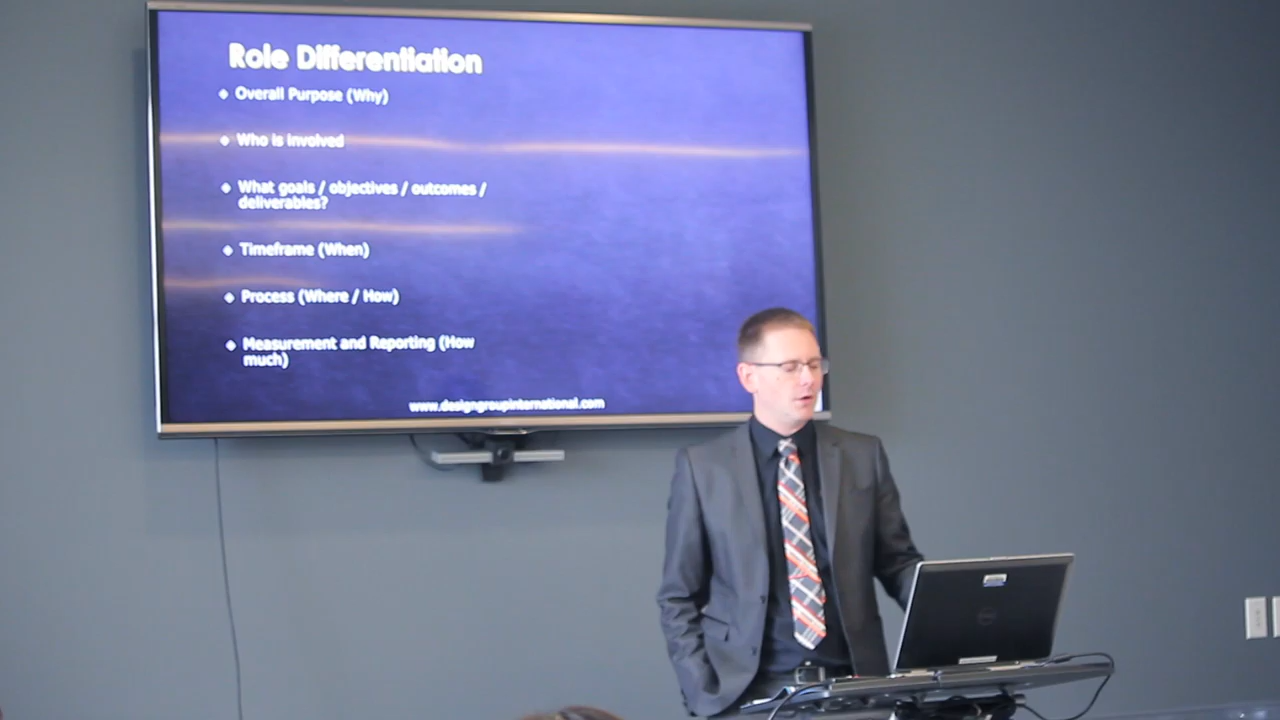 Role Differentiation
Overall Purpose (Why)
Who is involved
What goals / objectives / outcomes /
deliverables?
Timeframe (When)
Process (Where / How)
Measurement and Reporting (How
much)
www.designgroupinternational.com